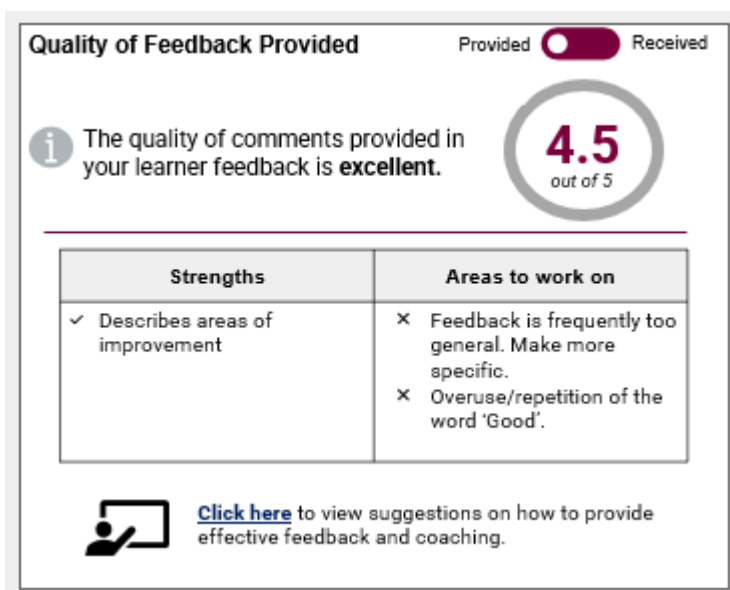 Quality of Feedback Provided
Provided
Received
i
The quality of comments provided in
your learner feedback is excellent.
4.5
out of 5
Strengths
Areas to work on
✓ Describes areas of
improvement
✕ Feedback is frequently too
general. Make more
specific.
✕ Overuse/repetition of the
word ‘Good’.
Click here to view suggestions on how to provide
effective feedback and coaching.